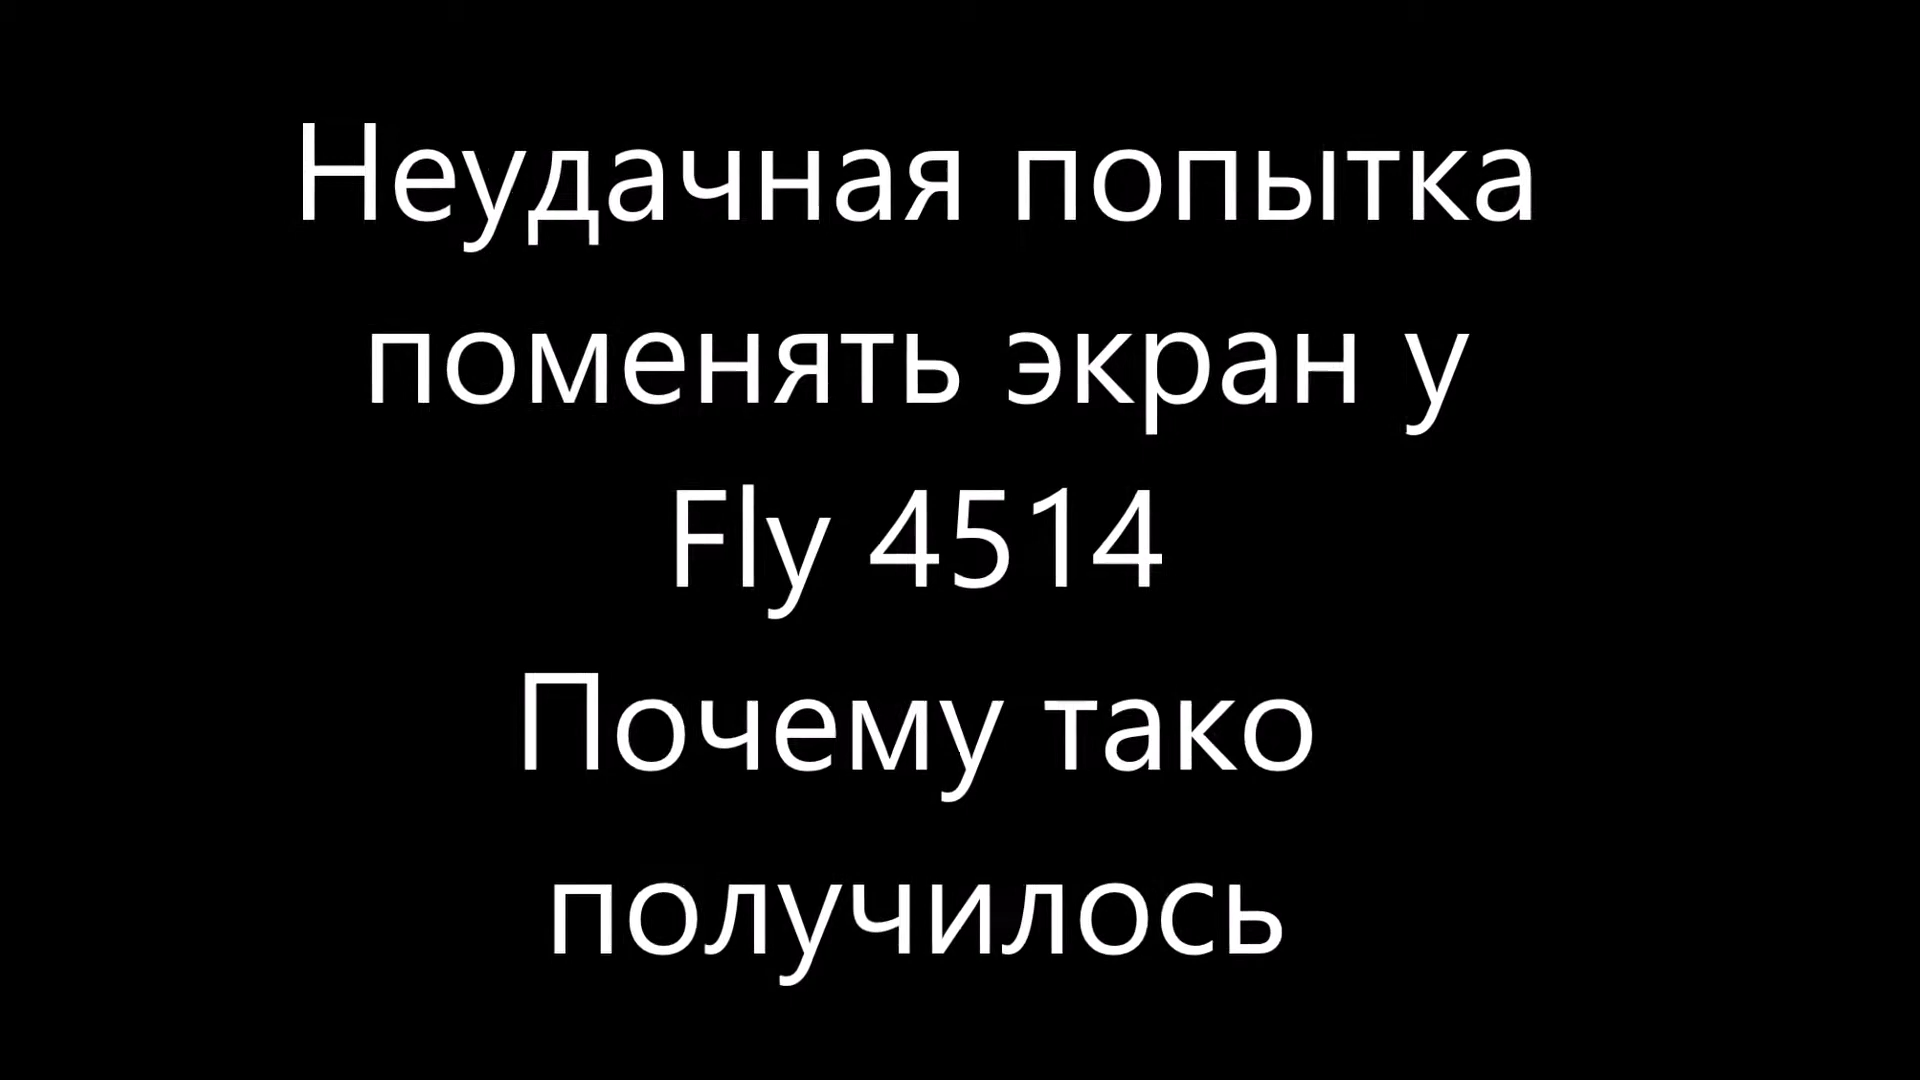 Неудачная попытка
поменять экран у
Fly 4514
Почему тако
получилось